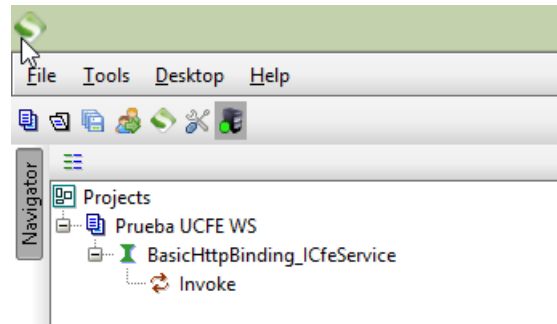 File Tools Desktop Help
Navigator
Projects
Prueba UCFE WS
BasicHttpBinding_ICfeService
Invoke